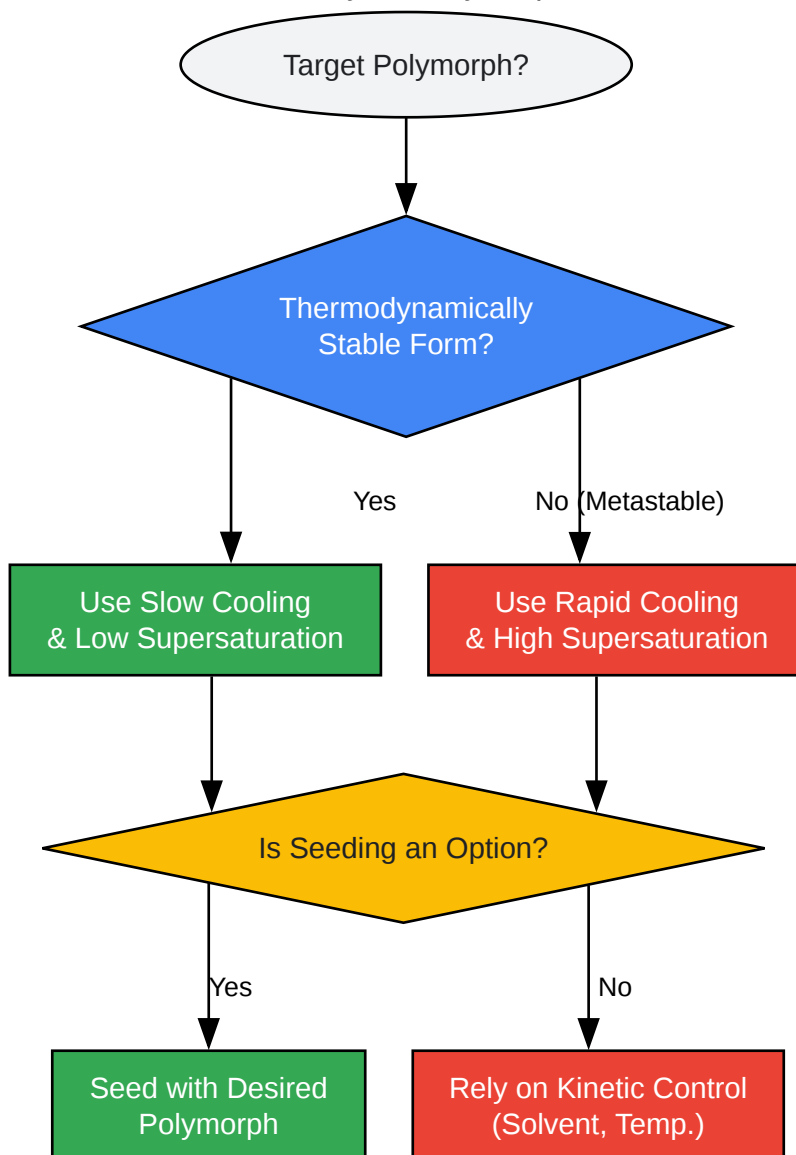 Target Polymorph?
Thermodynamically
Stable Form?
Yes
No (Metastable)
Use Slow Cooling
& Low Supersaturation
Use Rapid Cooling
& High Supersaturation
Is Seeding an Option?
Yes
No
Seed with Desired
Polymorph
Rely on Kinetic Control
(Solvent, Temp.)